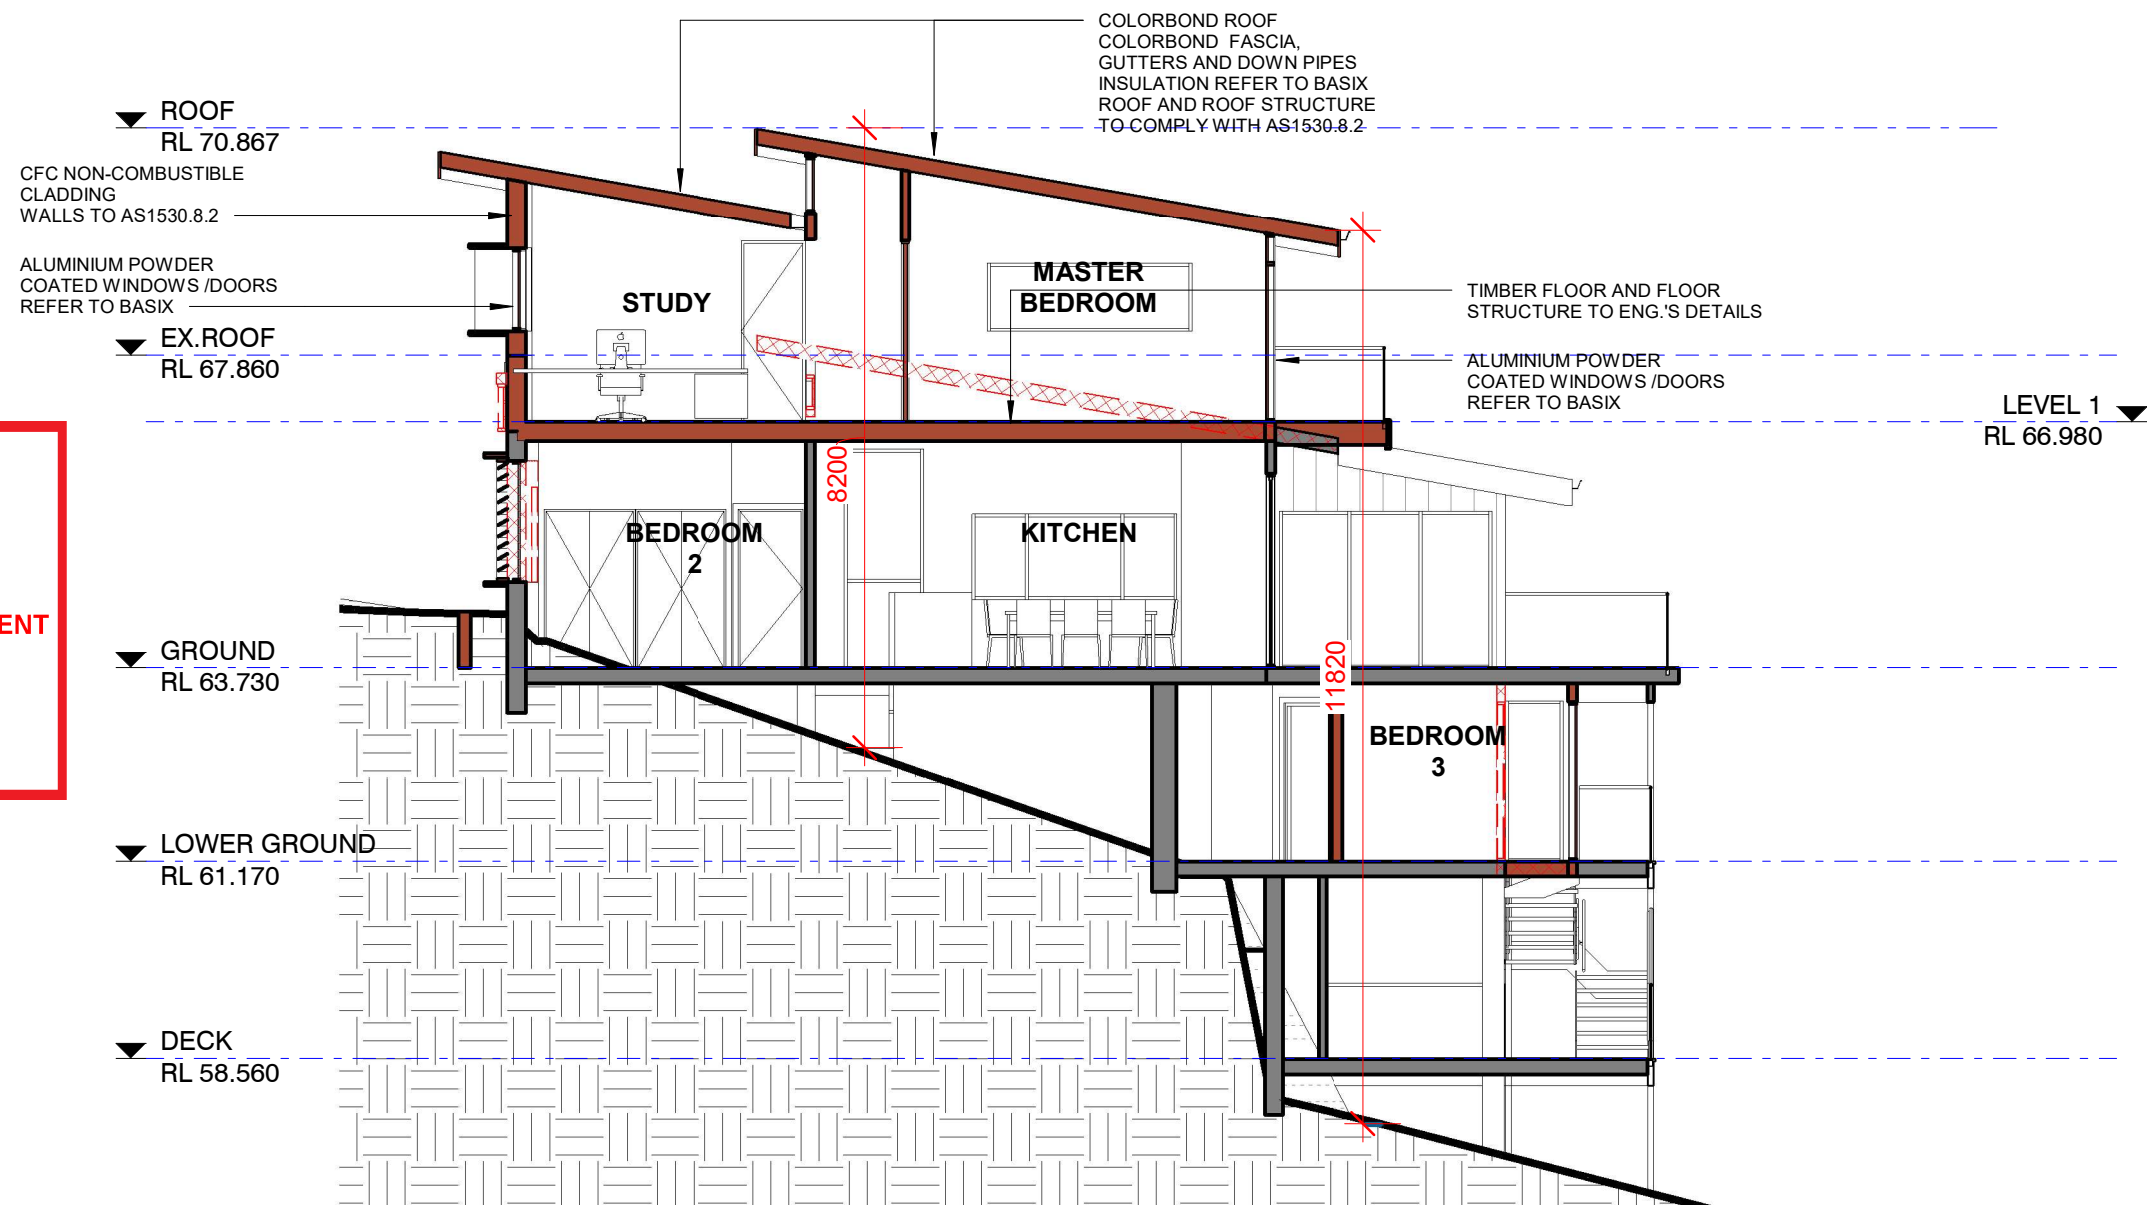 COLORBOND ROOF
COLORBOND FASCIA,
GUTTERS AND DOWN PIPES
INSULATION REFER TO BASIX
ROOF AND ROOF STRUCTURE
TO COMPLY WITH AS1530.8.2
ROOF
RL 70.867
CFC NON-COMBUSTIBLE
CLADDING
WALLS TO AS1530.8.2
ALUMINIUM POWDER
COATED WINDOWS /DOORS
REFER TO BASIX
STUDY
MASTER
BEDROOM
TIMBER FLOOR AND FLOOR
STRUCTURE TO ENG.'S DETAILS
EX.ROOF
RL 67.860
ALUMINIUM POWDER
COATED WINDOWS /DOORS
REFER TO BASIX
LEVEL 1
RL 66.980
8200
BEDROOM
2
KITCHEN
ENT
GROUND
RL 63.730
11820
BEDROOM
3
LOWER GROUND
RL 61.170
DECK
RL 58.560